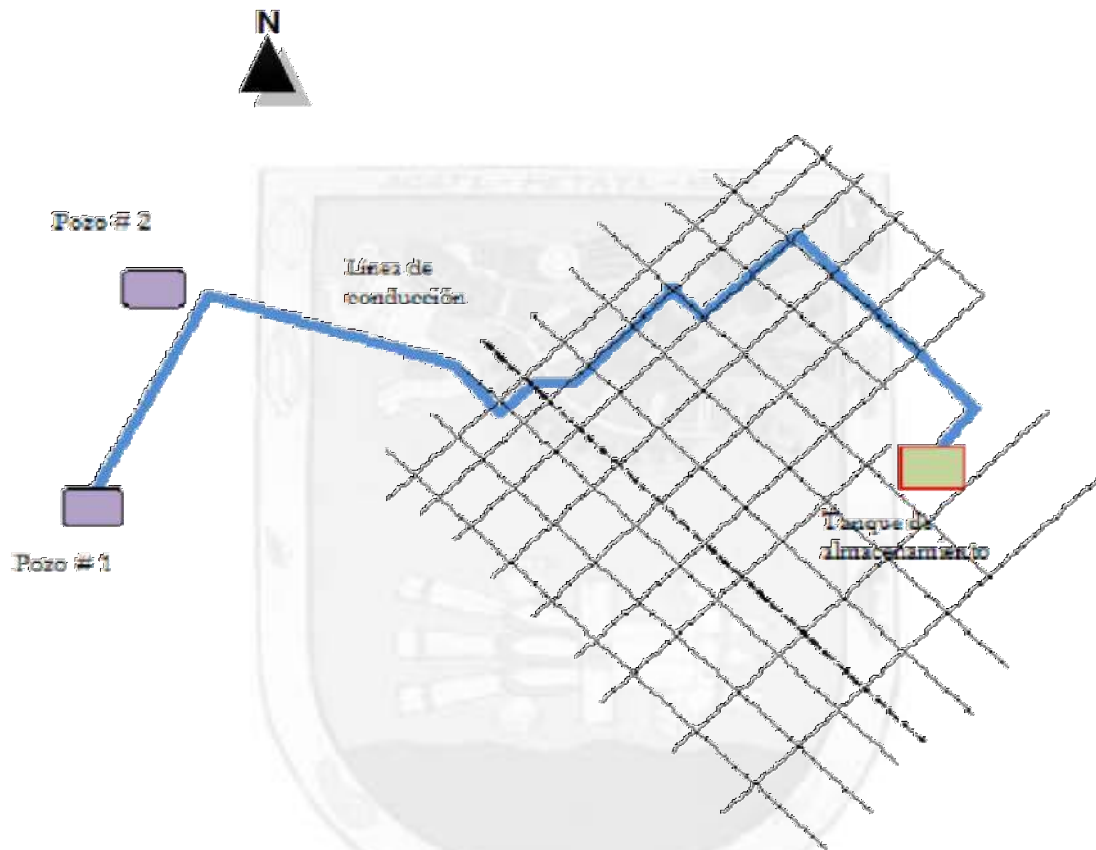 N
Pozo # 2
Línea de
conducción
Tanque de
almacenamiento
Pozo # 1